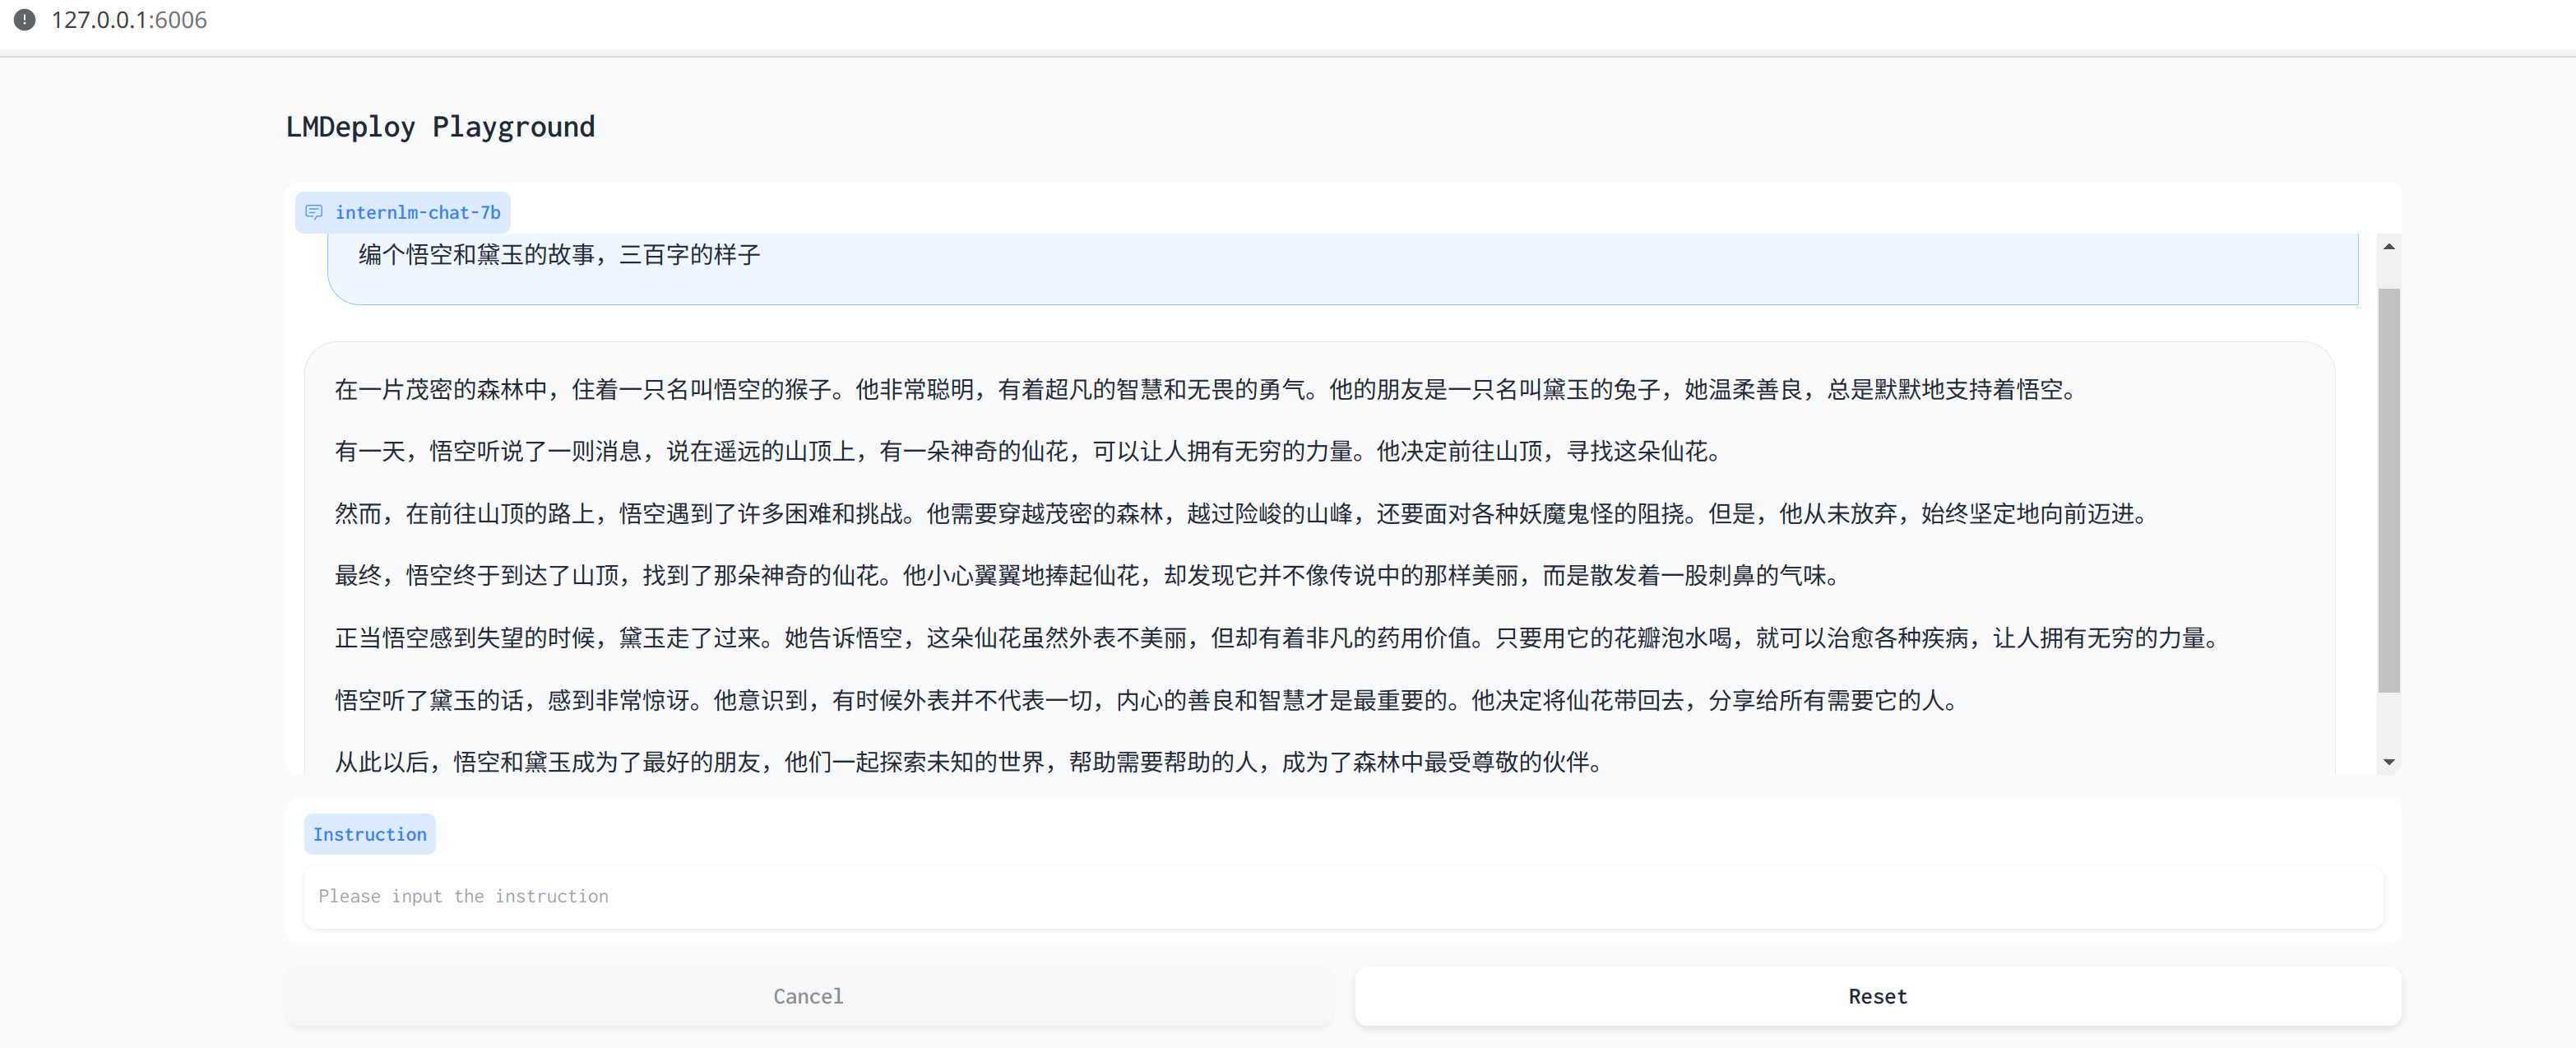 127.0.0.1:6006
LMDeploy Playground
internlm-chat-7b
编个悟空和黛玉的故事，三百字的样子
在一片茂密的森林中，住着一只名叫悟空的猴子。他非常聪明，有着超凡的智慧和无畏的勇气。他的朋友是一只名叫黛玉的兔子，她温柔善良，总是默默地支持着悟空。
有一天，悟空听说了一则消息，说在遥远的山顶上，有一朵神奇的仙花，可以让人拥有无穷的力量。他决定前往山顶，寻找这朵仙花。
然而，在前往山顶的路上，悟空遇到了许多困难和挑战。他需要穿越茂密的森林，越过险峻的山峰，还要面对各种妖魔鬼怪的阻挠。但是，他从未放弃，始终坚定地向前迈进。
最终，悟空终于到达了山顶，找到了那朵神奇的仙花。他小心翼翼地捧起仙花，却发现它并不像传说中的那样美丽，而是散发着一股刺鼻的气味。
正当悟空感到失望的时候，黛玉走了过来。她告诉悟空，这朵仙花虽然外表不美丽，但却有着非凡的药用价值。只要用它的花瓣泡水喝，就可以治愈各种疾病，让人拥有无穷的力量。
悟空听了黛玉的话，感到非常惊讶。他意识到，有时候外表并不代表一切，内心的善良和智慧才是最重要的。他决定将仙花带回去，分享给所有需要它的人。
从此以后，悟空和黛玉成为了最好的朋友，他们一起探索未知的世界，帮助需要帮助的人，成为了森林中最受尊敬的伙伴。
Instruction
Please input the instruction
Cancel
Reset